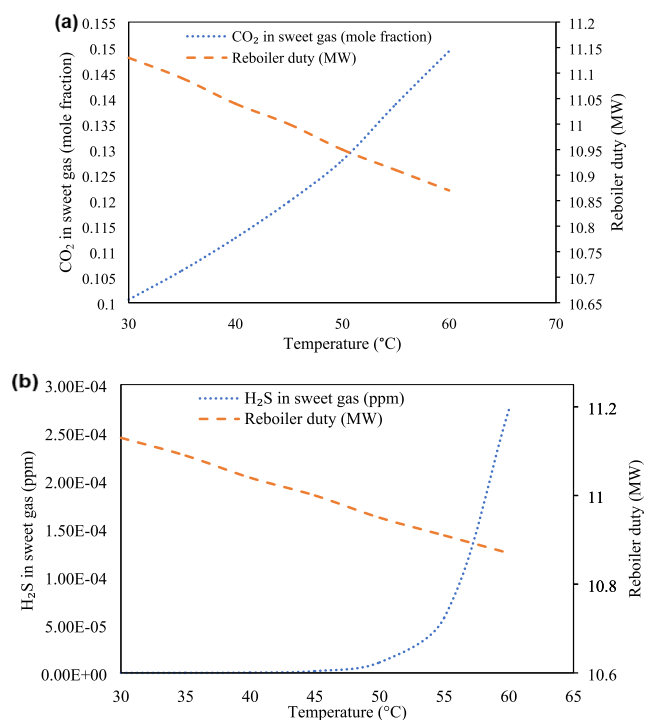 (a)
CO₂ in sweet gas (mole fraction)
Reboiler duty (MW)
0.155
0.15
0.145
0.14
0.135
0.13
0.125
0.12
0.115
0.11
0.105
0.1
CO₂ in sweet gas (mole fraction)
11.2
11.15
11.1
11.05
11
10.95
10.9
10.85
10.8
10.75
10.7
10.65
Reboiler duty (MW)
30 40 50 60 70
Temperature (°C)
(b)
H₂S in sweet gas (ppm)
Reboiler duty (MW)
3.00E-04
2.50E-04
2.00E-04
1.50E-04
1.00E-04
5.00E-05
0.00E+00
H₂S in sweet gas (ppm)
11.2
11
10.8
10.6
Reboiler duty (MW)
30 35 40 45 50 55 60 65
Temperature (°C)